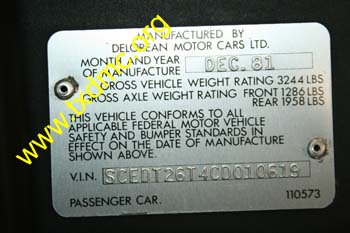 MANUFACTURED BY
DELOREAN MOTOR CARS LTD.
MONTH AND YEAR
OF MANUFACTURE DEC. 81
GROSS VEHICLE WEIGHT RATING 3244 LBS
GROSS AXLE WEIGHT RATING FRONT 1286 LBS
REAR 1958 LBS
THIS VEHICLE CONFORMS TO ALL
APPLICABLE FEDERAL MOTOR VEHICLE
SAFETY AND BUMPER STANDARDS IN
EFFECT ON THE DATE OF MANUFACTURE
SHOWN ABOVE.
V.I.N. SCEDT26T4CD010619
PASSENGER CAR. 110573
www.txdmc.org